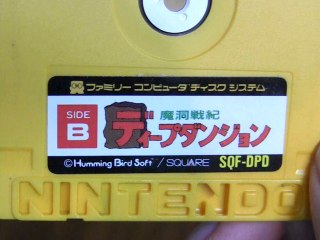 ファミリー コンピュータ ディスク システム
SIDE
B
魔洞戦紀
ディープダンジョン
©Humming Bird Soft / SQUARE SQF-DPD
NINTENDO